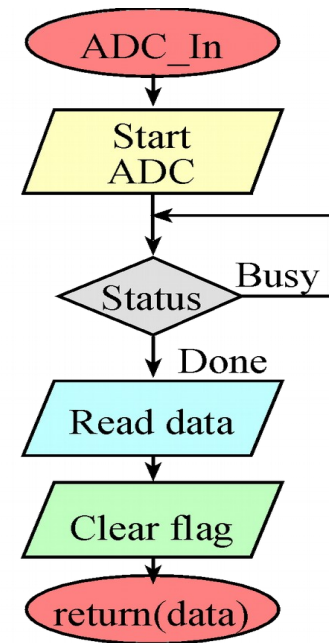 ADC_In
Start
ADC
Busy
Status
Done
Read data
Clear flag
return(data)